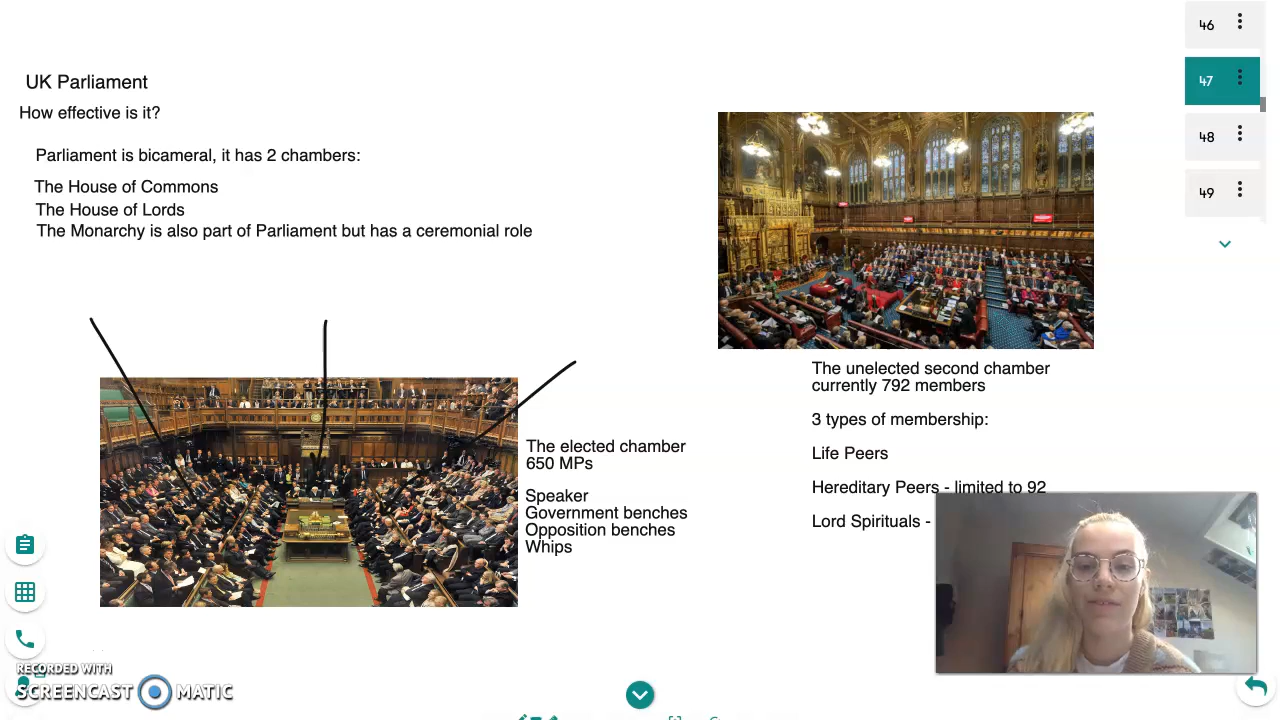 UK Parliament
How effective is it?
Parliament is bicameral, it has 2 chambers:
The House of Commons
The House of Lords
The Monarchy is also part of Parliament but has a ceremonial role
The elected chamber
650 MPs
Speaker
Government benches
Opposition benches
Whips
The unelected second chamber
currently 792 members
3 types of membership:
Life Peers
Hereditary Peers - limited to 92
Lord Spirituals -
46
47
48
49
RECORDED WITH
SCREENCAST MATIC